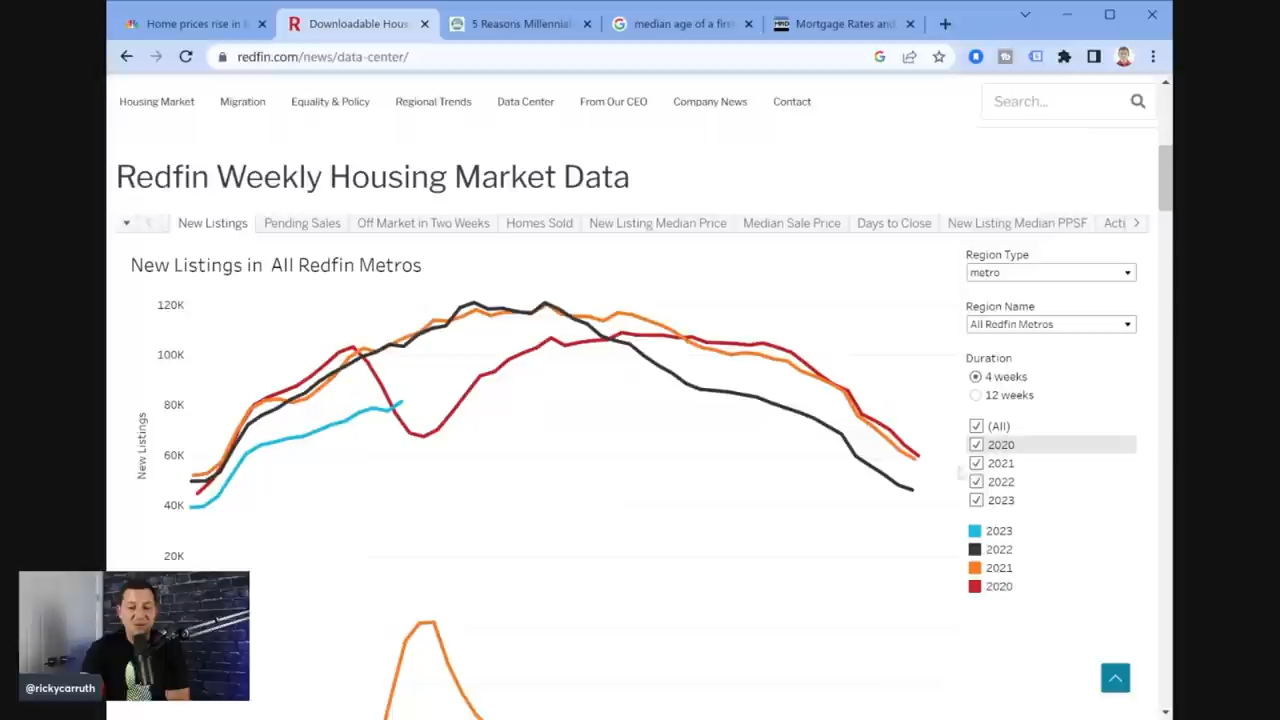 Home prices rise in
Downloadable Hous
5 Reasons Millennial
median age of a firs
Mortgage Rates and
redfin.com/news/data-center/
Housing Market
Migration
Equality & Policy
Regional Trends
Data Center
From Our CEO
Company News
Contact
Search...
Redfin Weekly Housing Market Data
New Listings
Pending Sales
Off Market in Two Weeks
Homes Sold
New Listing Median Price
Median Sale Price
Days to Close
New Listing Median PPSF
Acti
New Listings in All Redfin Metros
120K
100K
80K
60K
40K
20K
New Listings
Region Type
metro
Region Name
All Redfin Metros
Duration
4 weeks
12 weeks
(All)
2020
2021
2022
2023
2023
2022
2021
2020
@rickycarruth